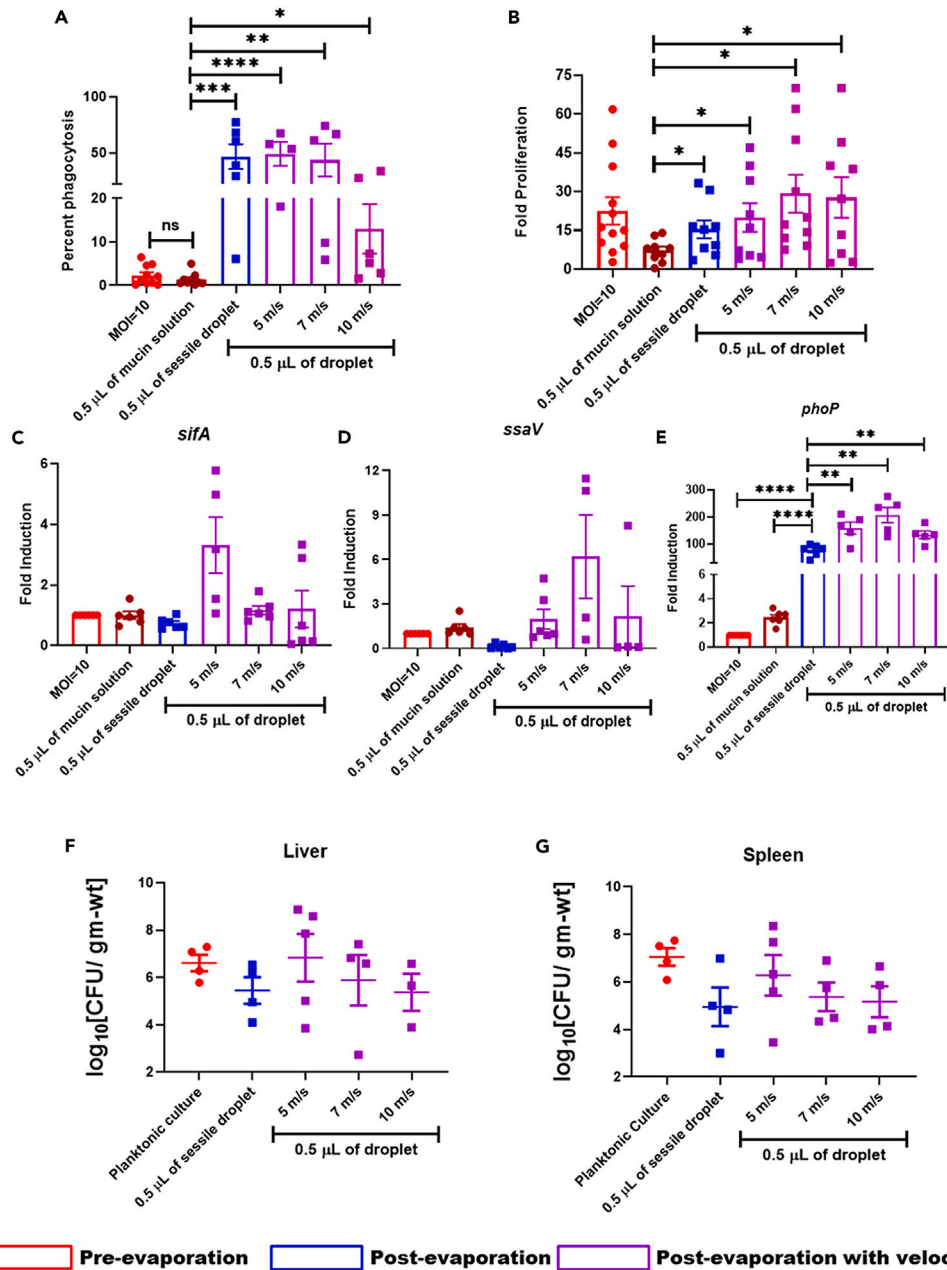 A
B
*
**
****
***
ns
Percent phagocytosis
100
50
20
10
0
MOI=10
0.5 µL of mucin solution
0.5 µL of sessile droplet
5 m/s
7 m/s
10 m/s
0.5 µL of droplet
*
*
*
*
Fold Proliferation
75
60
45
30
15
0
MOI=10
0.5 µL of mucin solution
0.5 µL of sessile droplet
5 m/s
7 m/s
10 m/s
0.5 µL of droplet
C
sifA
Fold Induction
6
4
2
0
MOI=10
0.5 µL of mucin solution
0.5 µL of sessile droplet
5 m/s
7 m/s
10 m/s
0.5 µL of droplet
D
ssaV
Fold Induction
12
9
6
3
0
MOI=10
0.5 µL of mucin solution
0.5 µL of sessile droplet
5 m/s
7 m/s
10 m/s
0.5 µL of droplet
E
phoP
**
**
**
****
****
Fold Induction
300
200
100
6
4
2
0
MOI=10
0.5 µL of mucin solution
0.5 µL of sessile droplet
5 m/s
7 m/s
10 m/s
0.5 µL of droplet
F
Liver
log10[CFU/ gm-wt]
10
8
6
4
2
Planktonic Culture
0.5 µL of sessile droplet
5 m/s
7 m/s
10 m/s
0.5 µL of droplet
G
Spleen
log10[CFU/ gm-wt]
10
8
6
4
2
Planktonic Culture
0.5 µL of sessile droplet
5 m/s
7 m/s
10 m/s
0.5 µL of droplet
Pre-evaporation
Post-evaporation
Post-evaporation with veloc